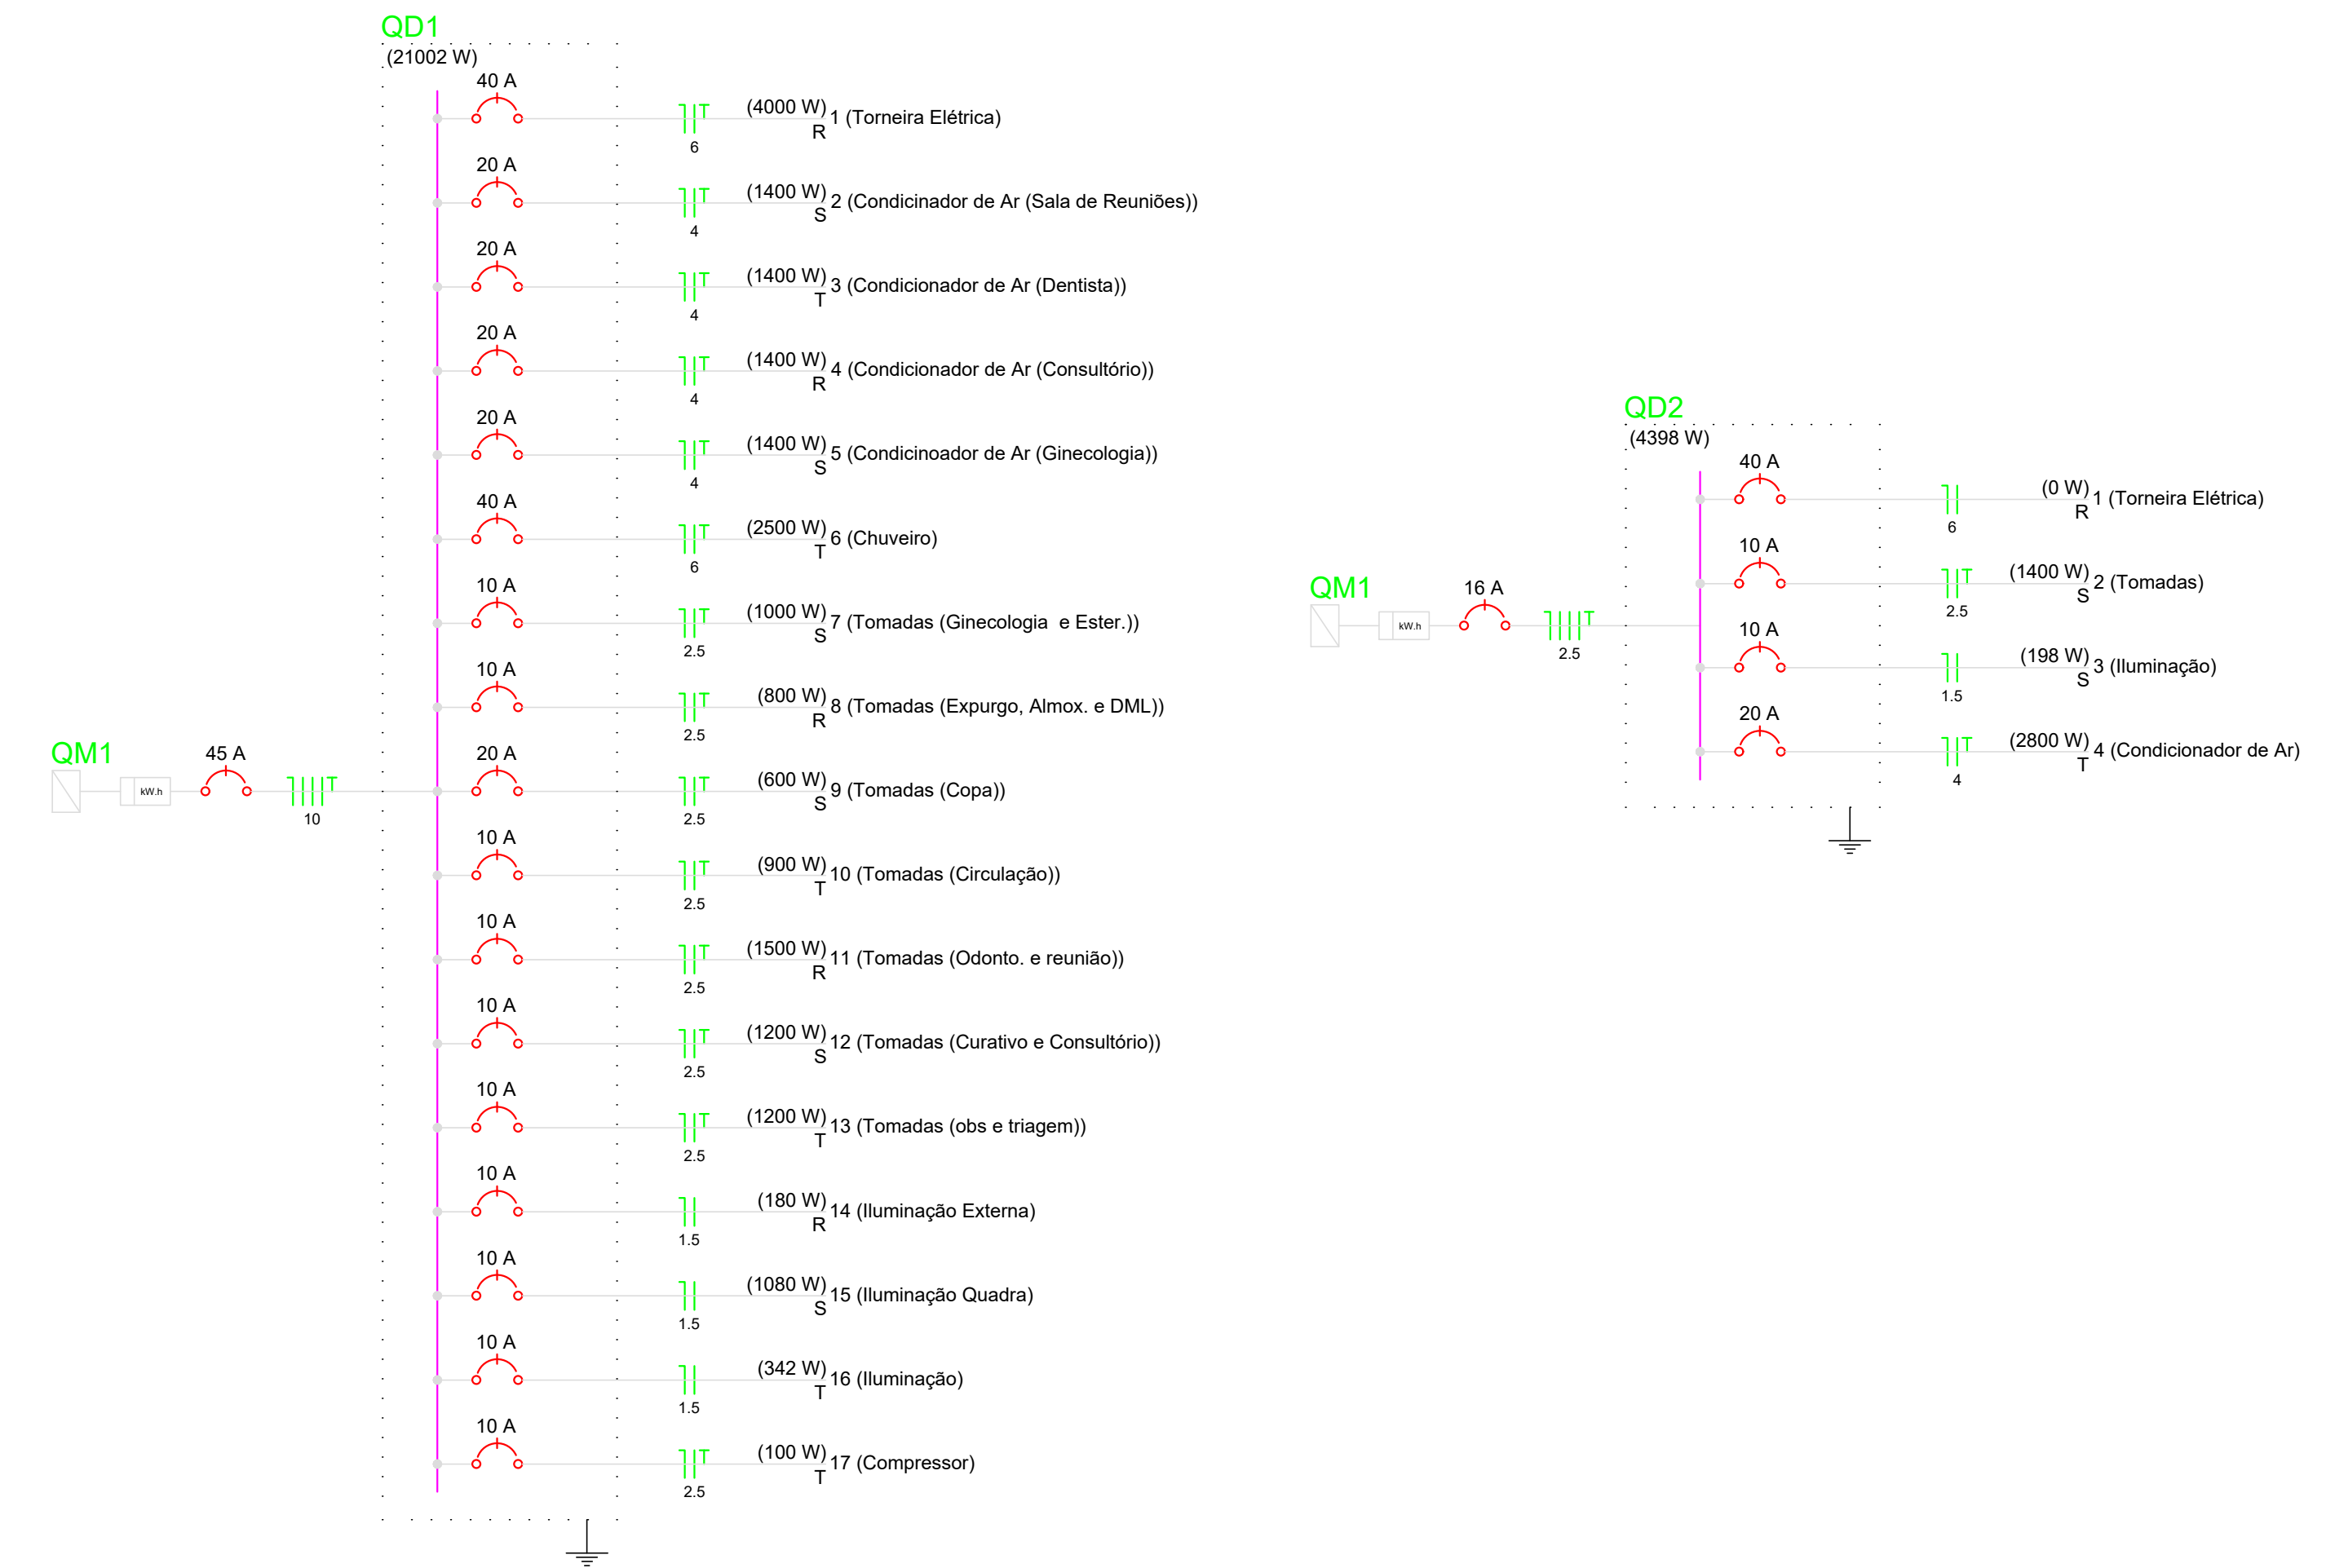 QD1
(21002 W)
40 A
(4000 W)
1 (Torneira Elétrica)
R
6
20 A
(1400 W)
2 (Condicinador de Ar (Sala de Reuniões))
S
4
20 A
(1400 W)
3 (Condicionador de Ar (Dentista))
T
4
20 A
(1400 W)
4 (Condicionador de Ar (Consultório))
R
4
20 A
(1400 W)
5 (Condicinoador de Ar (Ginecologia))
S
4
40 A
(2500 W)
6 (Chuveiro)
T
6
10 A
(1000 W)
7 (Tomadas (Ginecologia  e Ester.))
S
2.5
10 A
(800 W)
8 (Tomadas (Expurgo, Almox. e DML))
R
2.5
QM1
kW.h
45 A
10
20 A
(600 W)
9 (Tomadas (Copa))
S
2.5
10 A
(900 W)
10 (Tomadas (Circulação))
T
2.5
10 A
(1500 W)
11 (Tomadas (Odonto. e reunião))
R
2.5
10 A
(1200 W)
12 (Tomadas (Curativo e Consultório))
S
2.5
10 A
(1200 W)
13 (Tomadas (obs e triagem))
T
2.5
10 A
(180 W)
14 (Iluminação Externa)
R
1.5
10 A
(1080 W)
15 (Iluminação Quadra)
S
1.5
10 A
(342 W)
16 (Iluminação)
T
1.5
10 A
(100 W)
17 (Compressor)
T
2.5
QD2
(4398 W)
40 A
(0 W)
1 (Torneira Elétrica)
R
6
10 A
(1400 W)
2 (Tomadas)
S
2.5
QM1
kW.h
16 A
2.5
10 A
(198 W)
3 (Iluminação)
S
1.5
20 A
(2800 W)
4 (Condicionador de Ar)
T
4